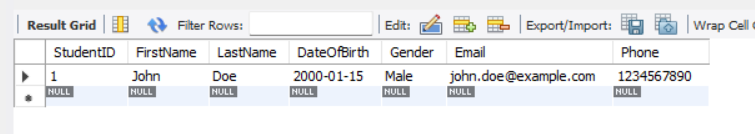 Result Grid Filter Rows: Edit: Export/Import: Wrap Cell
StudentID FirstName LastName DateOfBirth Gender Email Phone
1 John Doe 2000-01-15 Male john.doe@example.com 1234567890
NULL NULL NULL NULL NULL NULL NULL